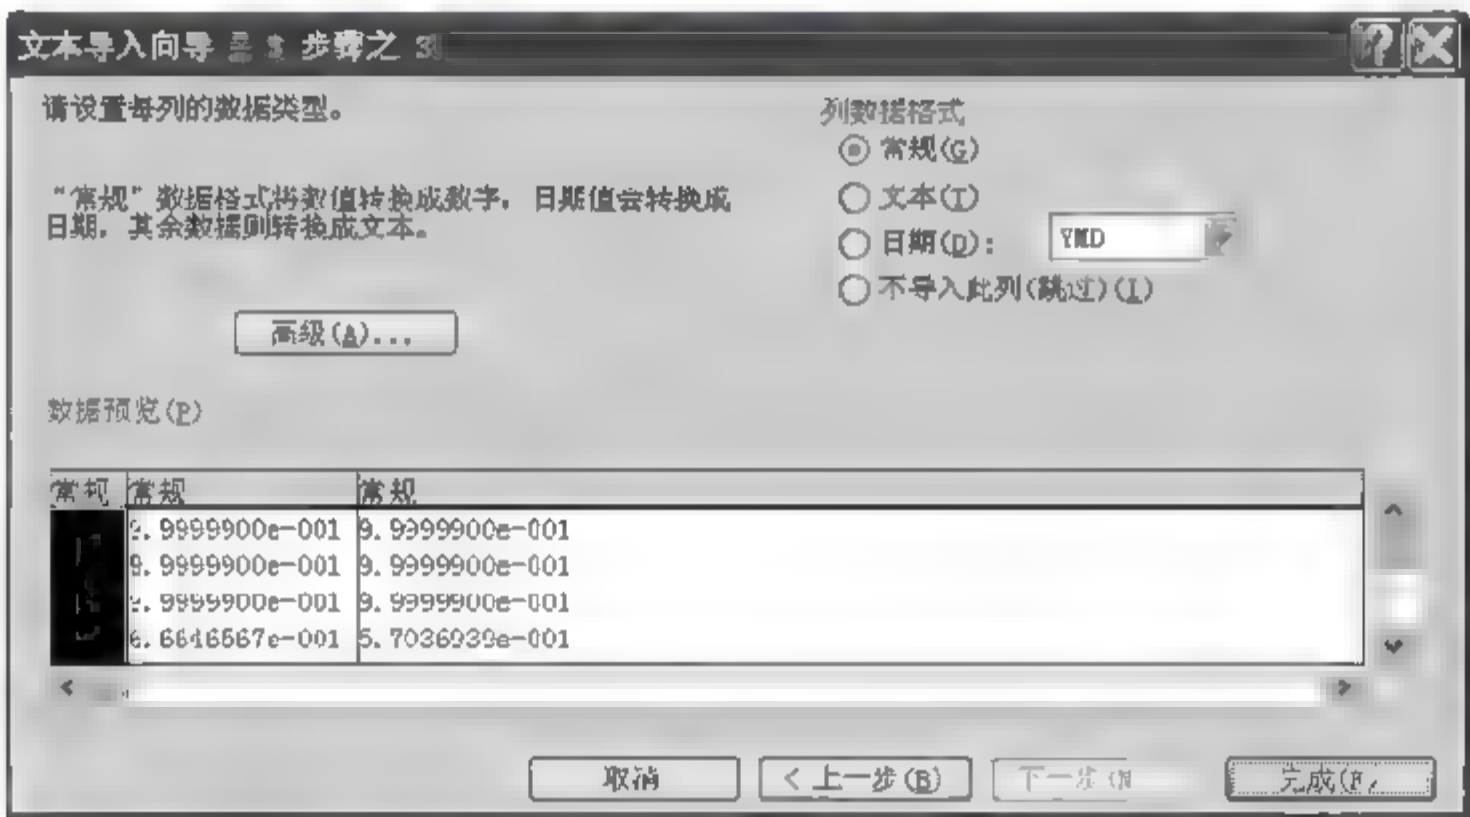 文本导入向导 步骤之 3
请设置每列的数据类型。
“常规”数据格式将数值转换成数字，日期值会转换成
日期，其余数据则转换成文本。
高级(A)...
列数据格式
常规(G)
文本(T)
日期(D)：
YMD
不导入此列(跳过)(I)
数据预览(P)
常规 常规 常规
9.9999900e-001 9.9999900e-001
9.9999900e-001 9.9999900e-001
9.9999900e-001 9.9999900e-001
5.7036939e-001
取消
< 上一步(B)
下一步(N
完成(F)